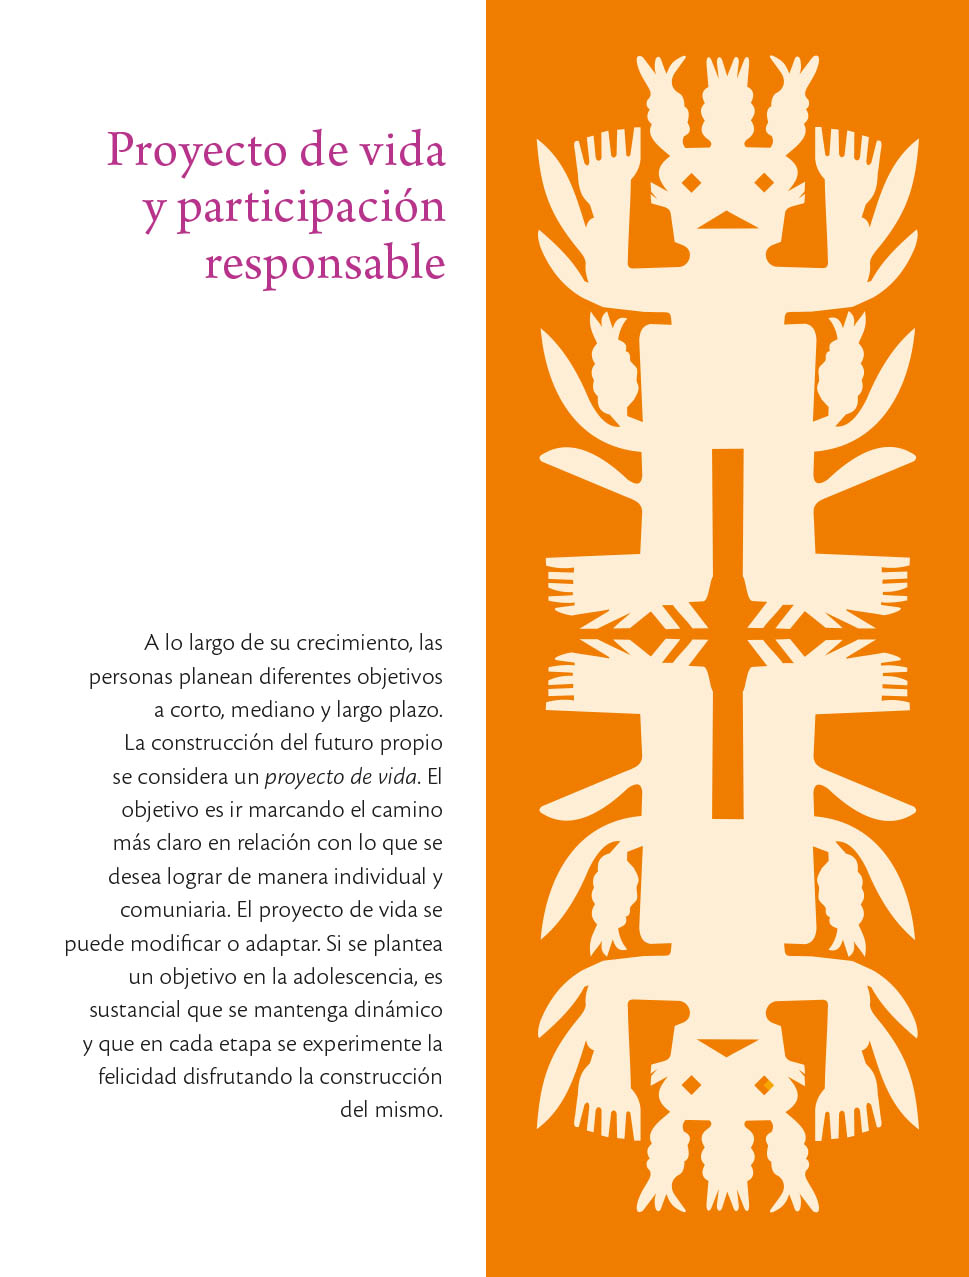 Proyecto de vida
y participación
responsable
A lo largo de su crecimiento, las
personas planean diferentes objetivos
a corto, mediano y largo plazo.
La construcción del futuro propio
se considera un proyecto de vida. El
objetivo es ir marcando el camino
más claro en relación con lo que se
desea lograr de manera individual y
comuniaria. El proyecto de vida se
puede modificar o adaptar. Si se plantea
un objetivo en la adolescencia, es
sustancial que se mantenga dinámico
y que en cada etapa se experimente la
felicidad disfrutando la construcción
del mismo.